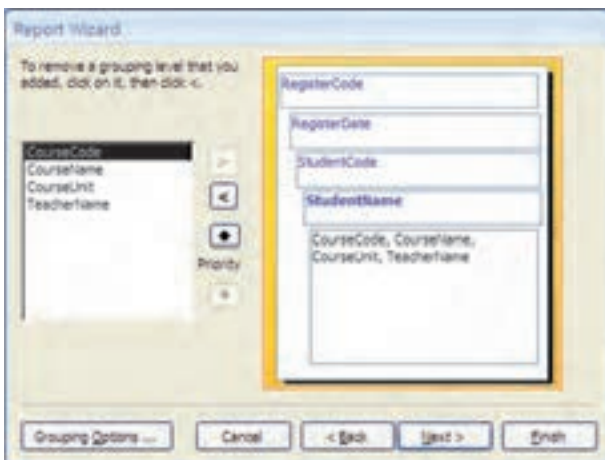 Report Wizard
To remove a grouping level that you
added, click on it, then click <.
CourseCode
CourseName
CourseUnit
TeacherName
>
<
Priority
RegisterCode
RegisterDate
StudentCode
StudentName
CourseCode, CourseName,
CourseUnit, TeacherName
Grouping Options ...
Cancel
< Back
Next >
Finish